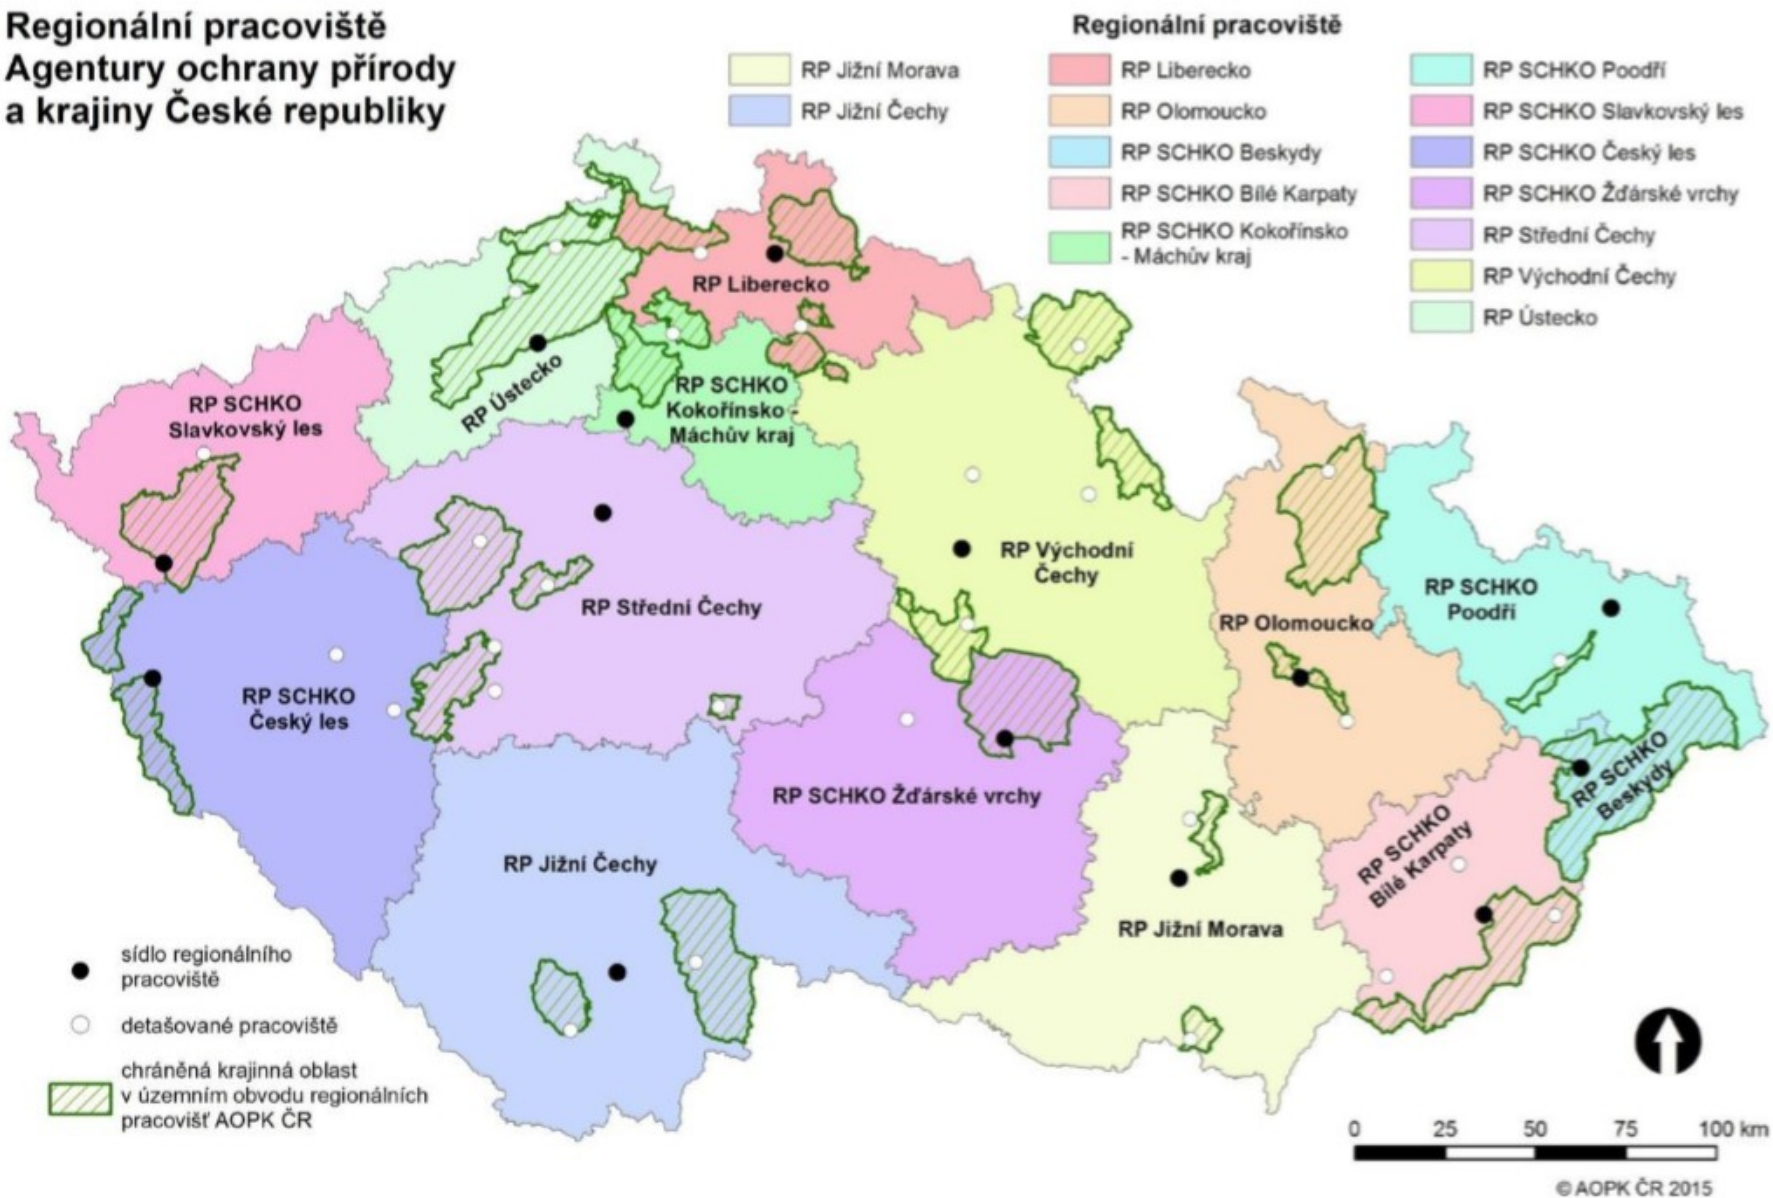 Regionální pracoviště
Agentury ochrany přírody
a krajiny České republiky
Regionální pracoviště
RP Jižní Morava
RP Jižní Čechy
RP Liberecko
RP Olomoucko
RP SCHKO Beskydy
RP SCHKO Bílé Karpaty
RP SCHKO Kokořínsko
- Máchův kraj
RP SCHKO Poodří
RP SCHKO Slavkovský les
RP SCHKO Český les
RP SCHKO Žďárské vrchy
RP Střední Čechy
RP Východní Čechy
RP Ústecko
RP Liberecko
RP Ústecko
RP SCHKO
Kokořínsko -
Máchův kraj
RP SCHKO
Slavkovský les
RP Východní
Čechy
RP Střední Čechy
RP SCHKO
Poodří
RP Olomoucko
RP SCHKO
Český les
RP SCHKO
Beskydy
RP SCHKO Žďárské vrchy
RP SCHKO
Bílé Karpaty
RP Jižní Čechy
RP Jižní Morava
sídlo regionálního
pracoviště
detašované pracoviště
chráněná krajinná oblast
v územním obvodu regionálních
pracovišť AOPK ČR
0 25 50 75 100 km
© AOPK ČR 2015